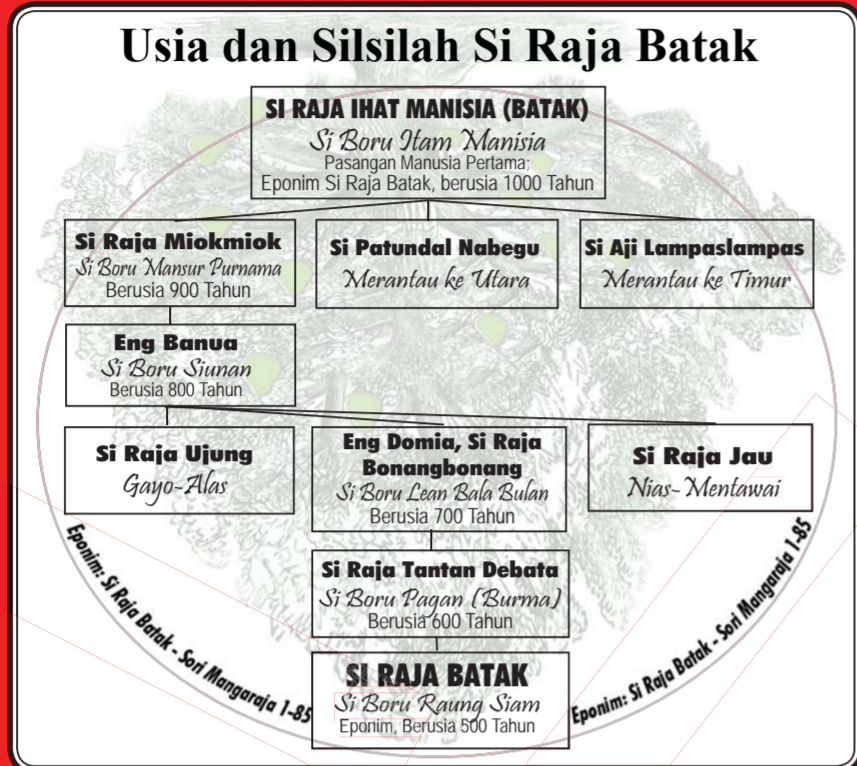 Usia dan Silsilah Si Raja Batak
SI RAJA IHAT MANISIA (BATAK)
Si Boru Itam Manisia
Pasangan Manusia Pertama;
Eponim Si Raja Batak, berusia 1000 Tahun
Si Raja Miokmiok
Si Boru Mansur Purnama
Berusia 900 Tahun
Si Patundal Nabegu
Merantau ke Utara
Si Aji Lampaslampas
Merantau ke Timur
Eng Banua
Si Boru Siunan
Berusia 800 Tahun
Si Raja Ujung
Gayo-Alas
Eng Domia, Si Raja
Bonangbonang
Si Boru Lean Bala Bulan
Berusia 700 Tahun
Si Raja Jau
Nias-Mentawai
Si Raja Tantan Debata
Si Boru Pagan (Burma)
Berusia 600 Tahun
SI RAJA BATAK
Si Boru Raung Siam
Eponim, Berusia 500 Tahun
Eponim: Si Raja Batak - Sori Mangaraja 1-85
Eponim: Si Raja Batak - Sori Mangaraja 1-85